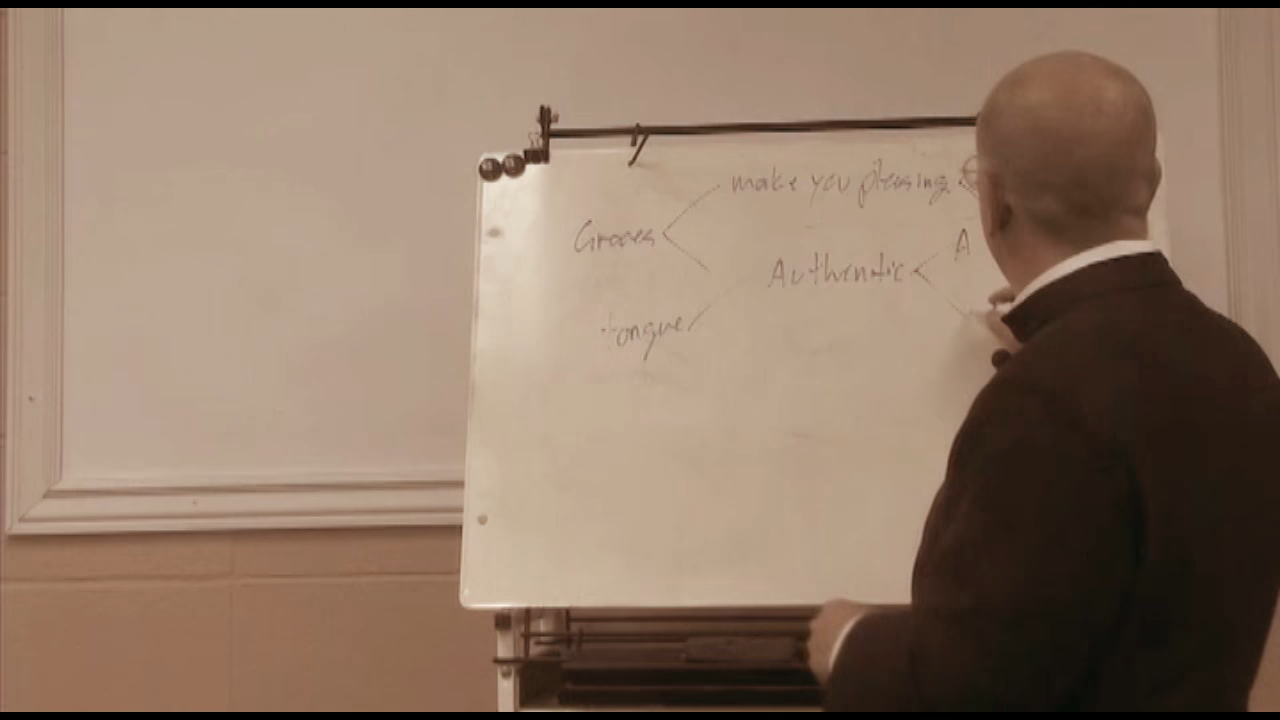 make you pleasing
Graces
A
Authentic
tongue